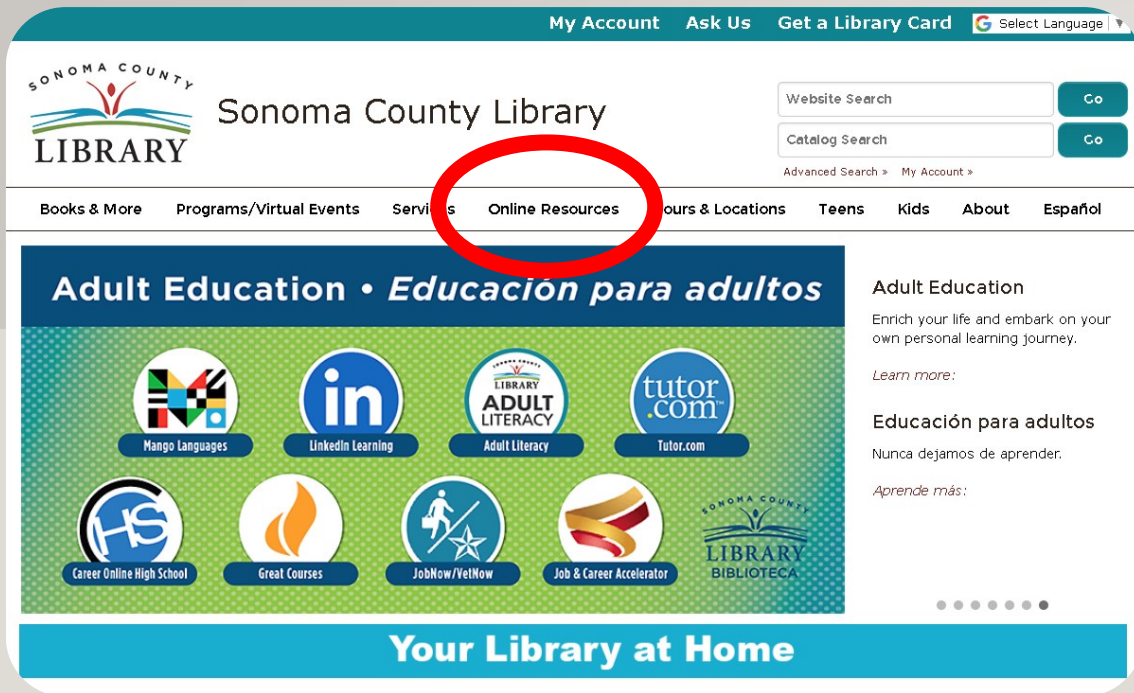 My Account Ask Us Get a Library Card Select Language
SONOMA COUNTY
LIBRARY
Sonoma County Library
Website Search Go
Catalog Search Go
Advanced Search » My Account »
Books & More Programs/Virtual Events Services Online Resources Hours & Locations Teens Kids About Español
Adult Education • Educación para adultos
LIBRARY
ADULT
LITERACY
tutor
.com
in
Mango Languages LinkedIn Learning Adult Literacy Tutor.com
CHS
SONOMA COUNTY
LIBRARY
BIBLIOTECA
Career Online High School Great Courses JobNow/VetNow Job & Career Accelerator
Adult Education
Enrich your life and embark on your
own personal learning journey.
Learn more:
Educación para adultos
Nunca dejamos de aprender.
Aprende más:
Your Library at Home